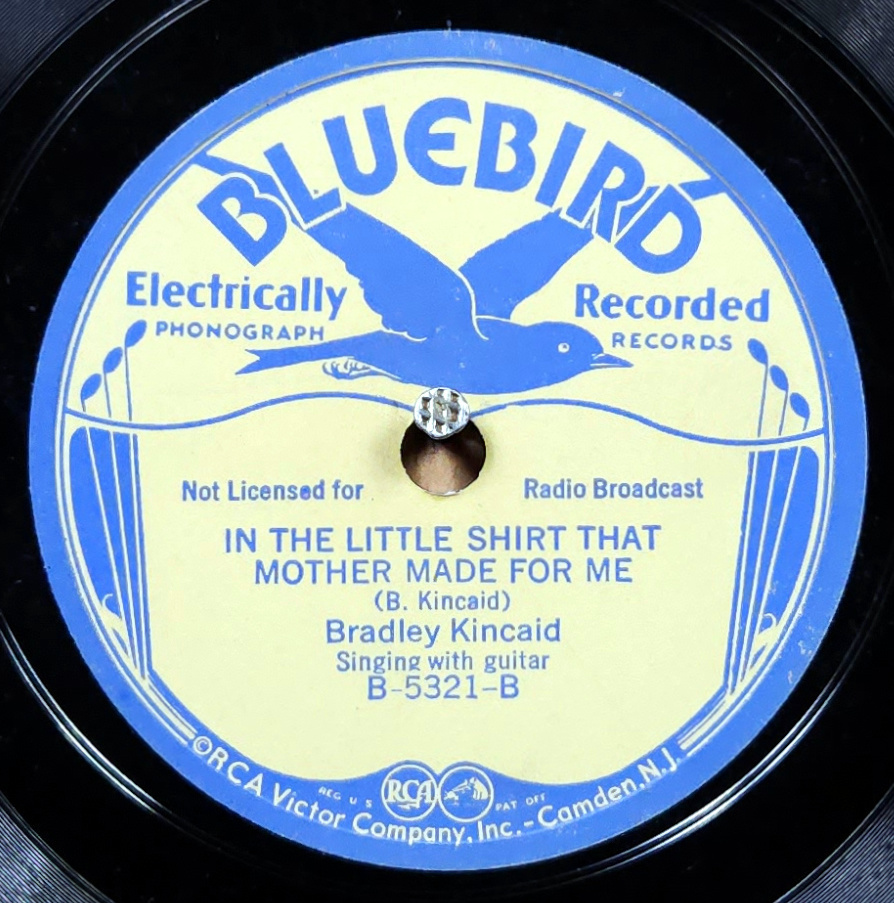 BLUEBIRD
Electrically Recorded
PHONOGRAPH RECORDS
Not Licensed for Radio Broadcast
IN THE LITTLE SHIRT THAT
MOTHER MADE FOR ME
(B. Kincaid)
Bradley Kincaid
Singing with guitar
B-5321-B
REG U S RCA PAT OFF
©RCA Victor Company, Inc.-Camden, N.J.